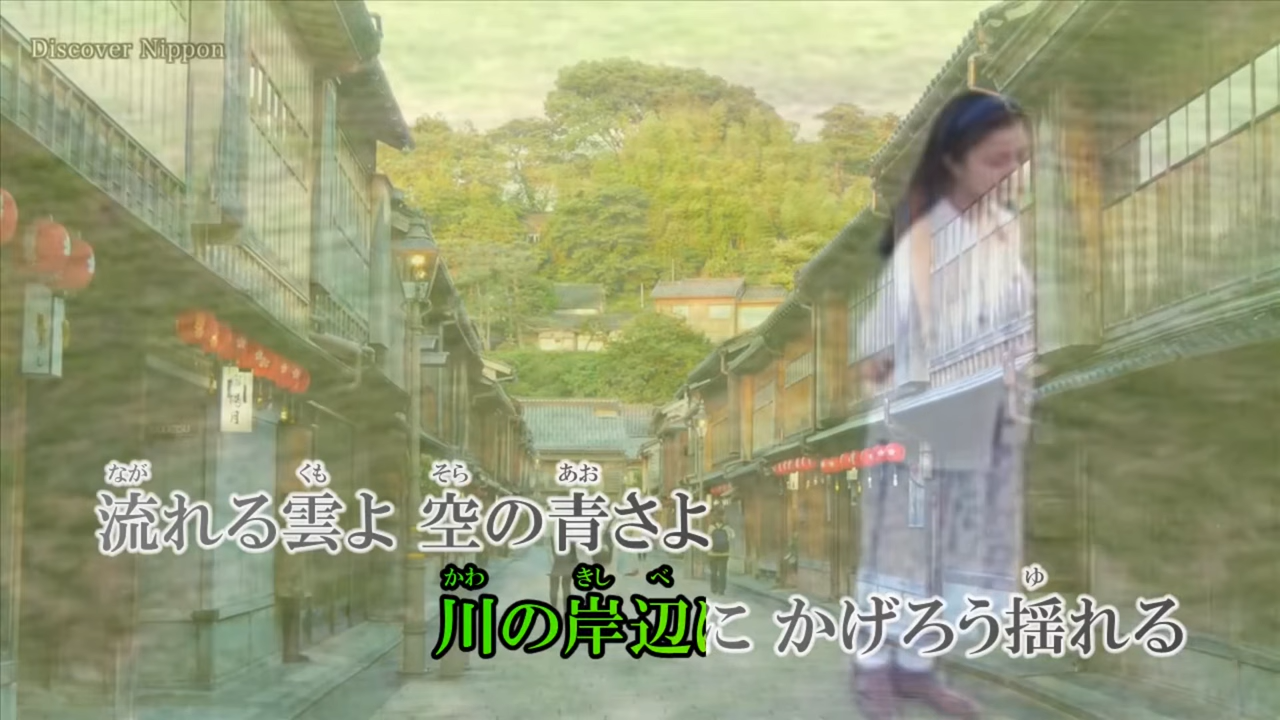 Discover Nippon
なが くも そら あお
流れる雲よ 空の青さよ
かわ きし べ ゆ
川の岸辺に かげろう揺れる